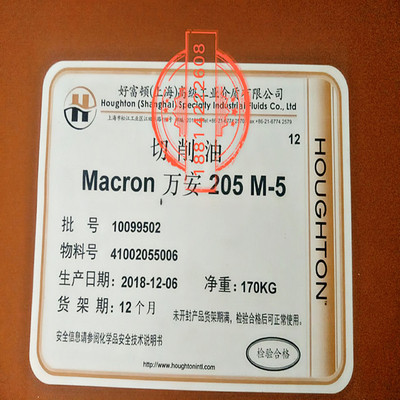 好富顿(上海)高级工业介质有限公司
Houghton (Shanghai) Specialty Industrial Fluids Co., Ltd
切削油
12
Macron 万安 205 M-5
批 号 10099502
物料号 41002055006
生产日期: 2018-12-06 净重: 170KG
货 架 期: 12个月
未开封产品货架期满,检验合格后可正常使用。
安全信息请参阅化学品安全技术说明书
检验合格
http://www.houghtonintl.com
HOUGHTON
18814212608